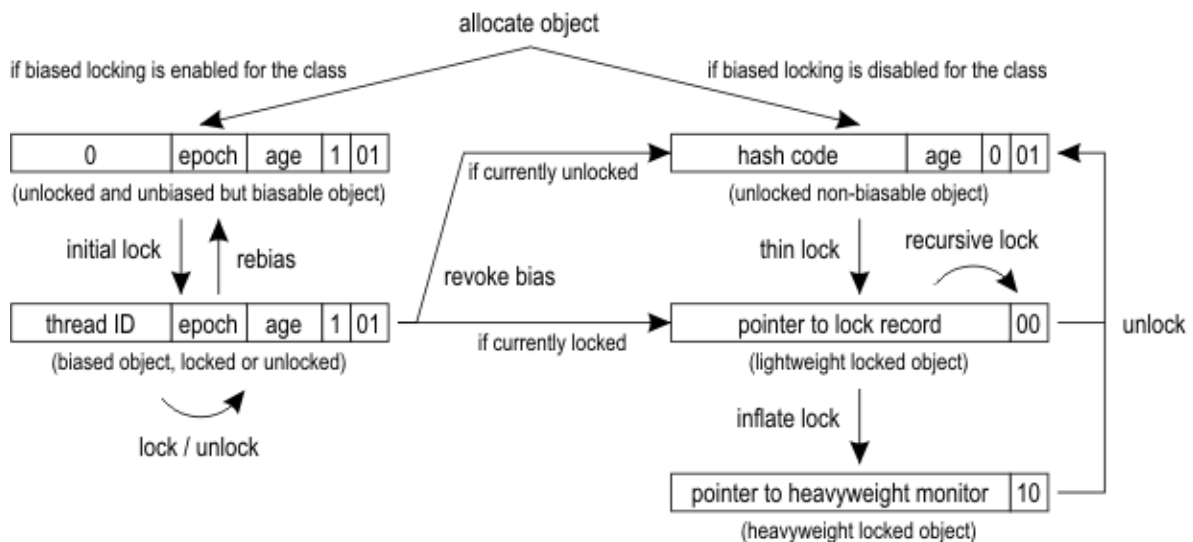 allocate object
if biased locking is enabled for the class
if biased locking is disabled for the class
0 epoch age 1 01
(unlocked and unbiased but biasable object)
hash code age 0 01
(unlocked non-biasable object)
if currently unlocked
initial lock
rebias
revoke bias
thin lock
recursive lock
thread ID epoch age 1 01
(biased object, locked or unlocked)
if currently locked
pointer to lock record 00
(lightweight locked object)
unlock
lock / unlock
inflate lock
pointer to heavyweight monitor 10
(heavyweight locked object)